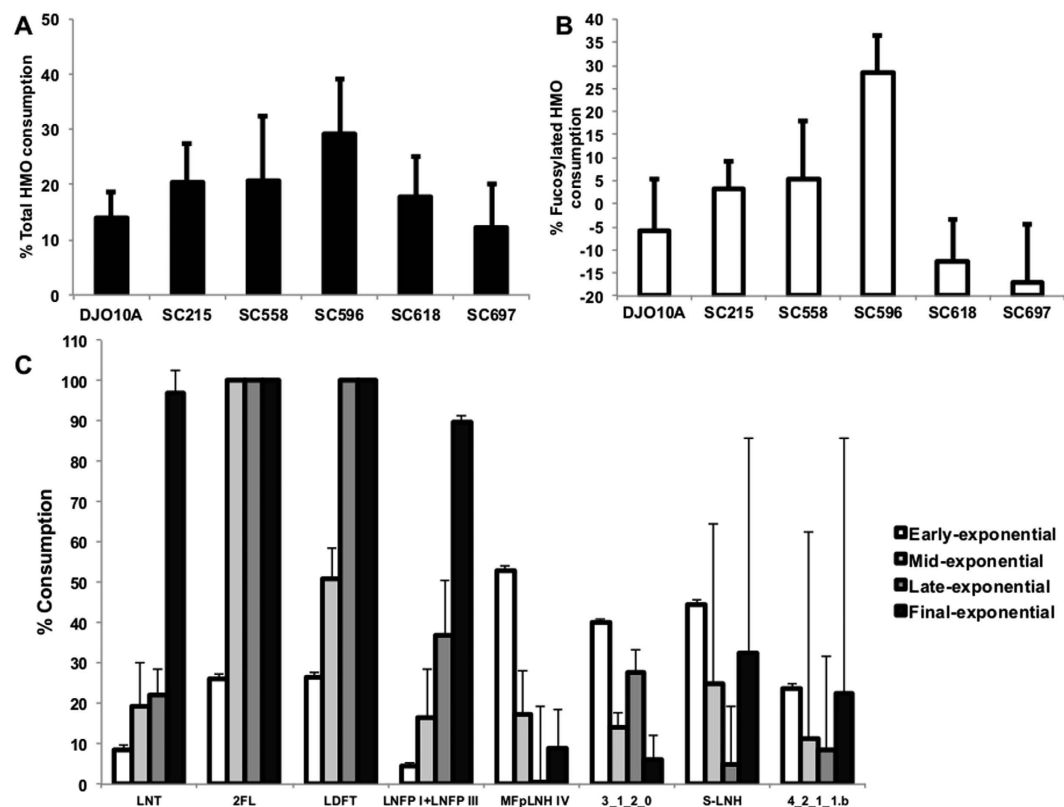 A
% Total HMO consumption
50
40
30
20
10
0
DJO10A SC215 SC558 SC596 SC618 SC697
B
% Fucosylated HMO
consumption
40
35
30
25
20
15
10
5
0
-5
-10
-15
-20
DJO10A SC215 SC558 SC596 SC618 SC697
C
% Consumption
110
100
90
80
70
60
50
40
30
20
10
0
LNT 2FL LDFT LNFP I+LNFP III MFpLNH IV 3_1_2_0 S-LNH 4_2_1_1.b
Early-exponential
Mid-exponential
Late-exponential
Final-exponential